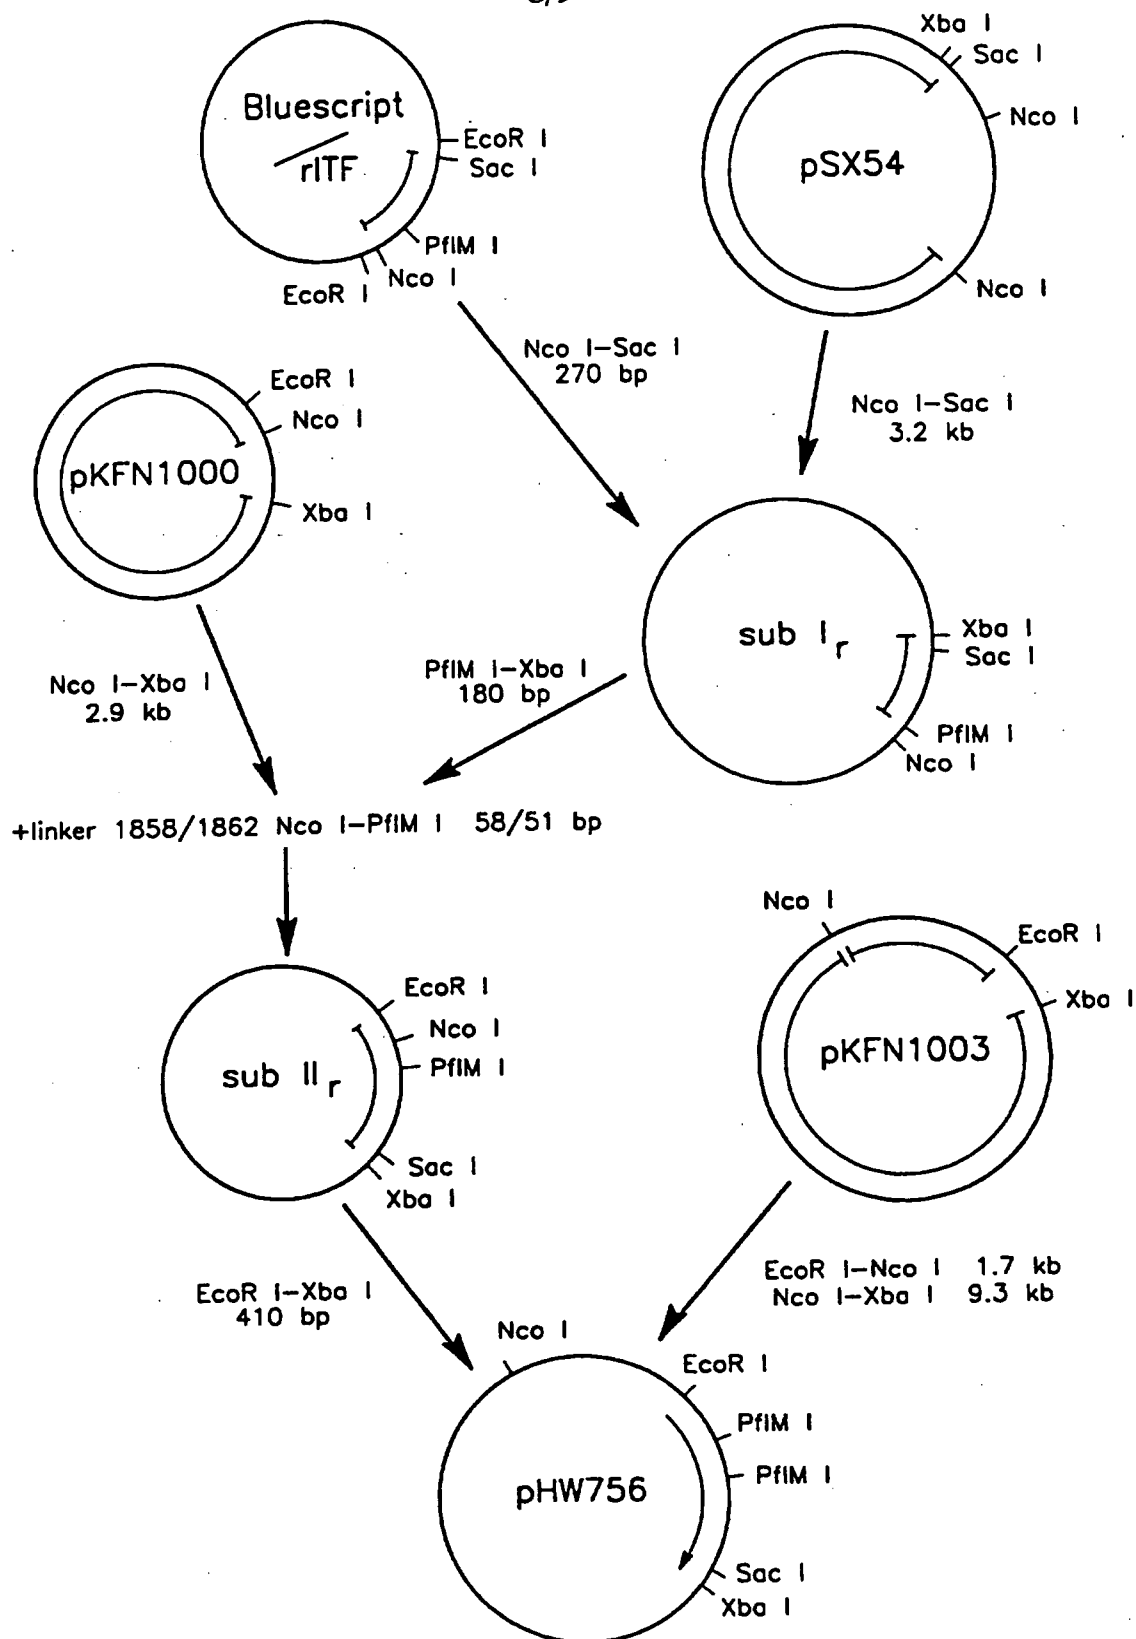 Bluescript
rITF
EcoR I
Sac I
PflM I
Nco I
EcoR I
Xba I
Sac I
Nco I
pSX54
Nco I
Nco I-Sac I
270 bp
Nco I-Sac I
3.2 kb
EcoR I
Nco I
pKFN1000
Xba I
sub I r
Xba I
Sac I
PflM I
Nco I
Nco I-Xba I
2.9 kb
PflM I-Xba I
180 bp
+linker 1858/1862 Nco I-PflM I 58/51 bp
EcoR I
Nco I
PflM I
sub II r
Sac I
Xba I
Nco I
EcoR I
Xba I
pKFN1003
EcoR I-Xba I
410 bp
EcoR I-Nco I 1.7 kb
Nco I-Xba I 9.3 kb
Nco I
EcoR I
PflM I
PflM I
pHW756
Sac I
Xba I